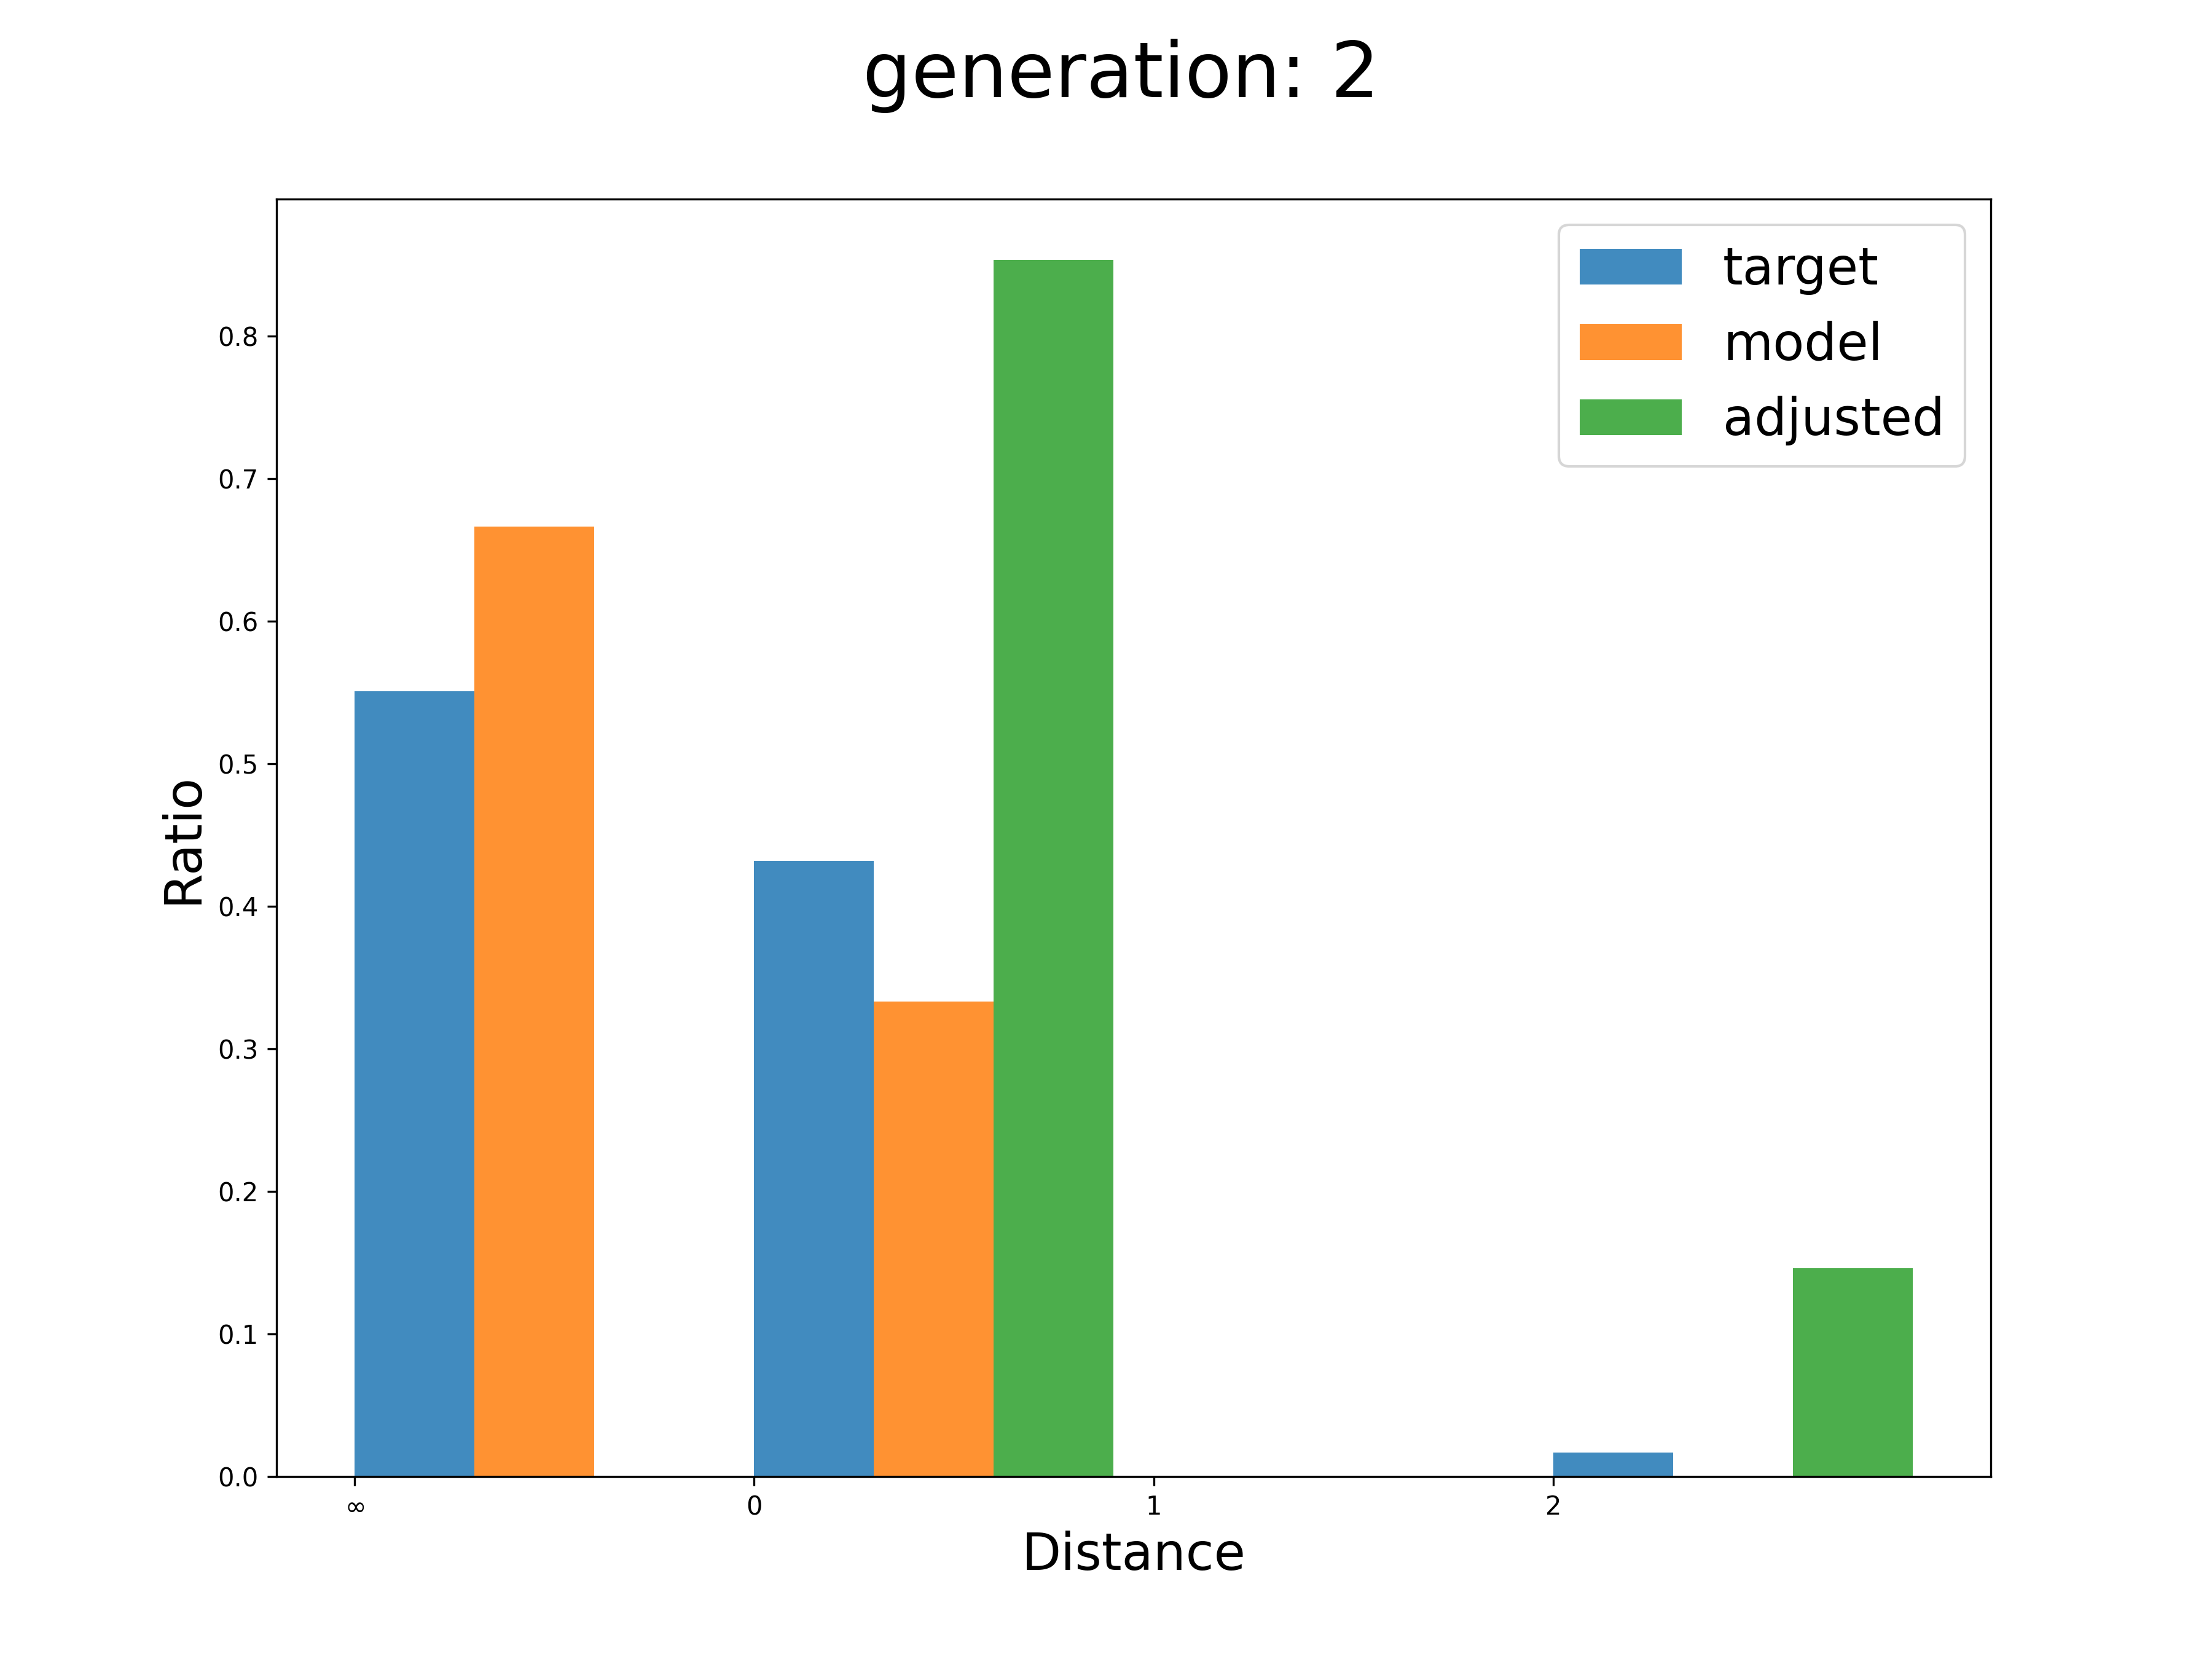 generation: 2
target
model
adjusted
0.8
0.7
0.6
0.5
0.4
0.3
0.2
0.1
0.0
Ratio
∞ 0 1 2
Distance